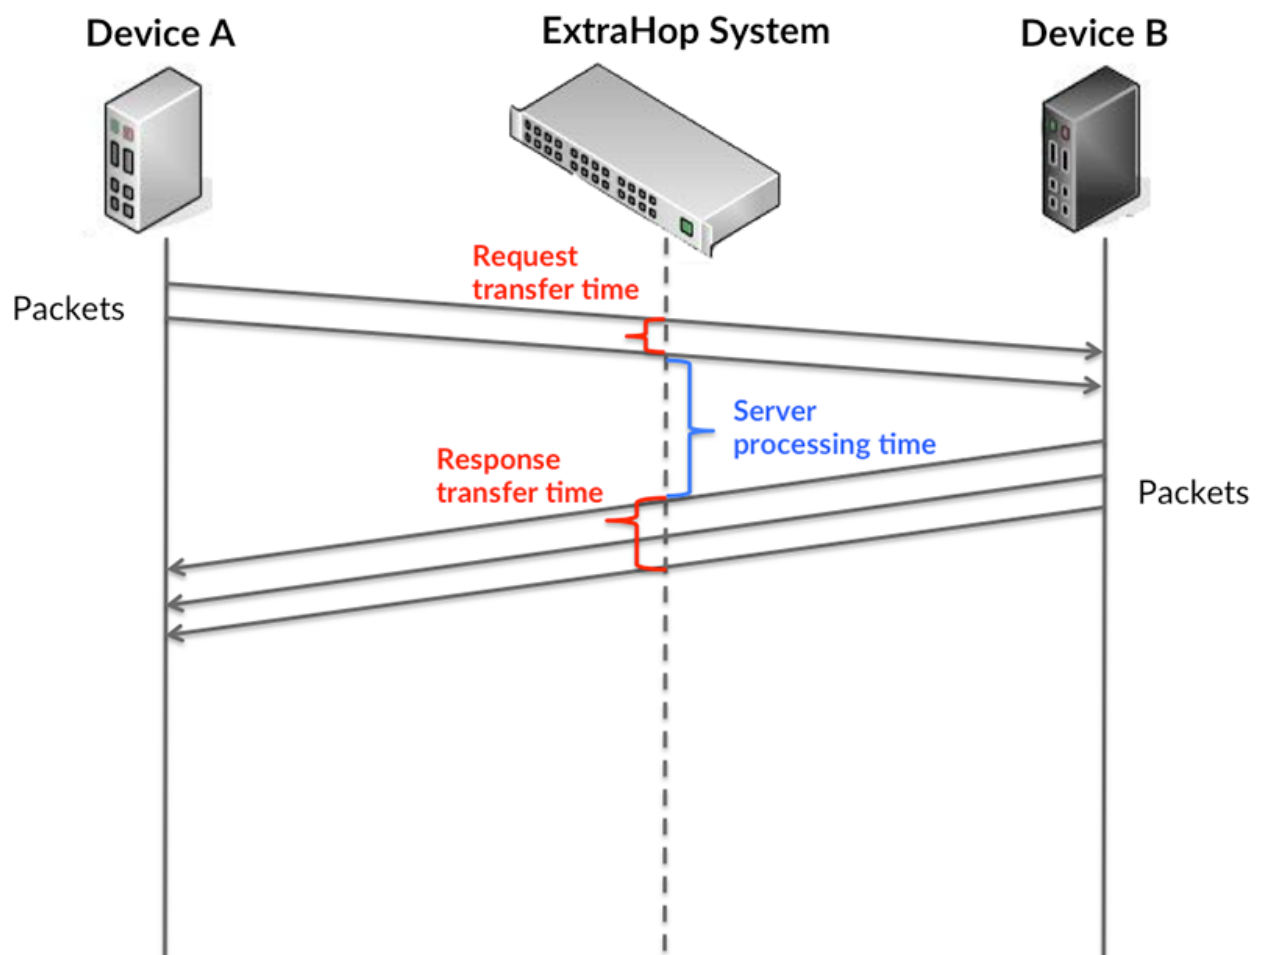 Device A
ExtraHop System
Device B
Request
transfer time
Packets
Server
processing time
Response
transfer time
Packets